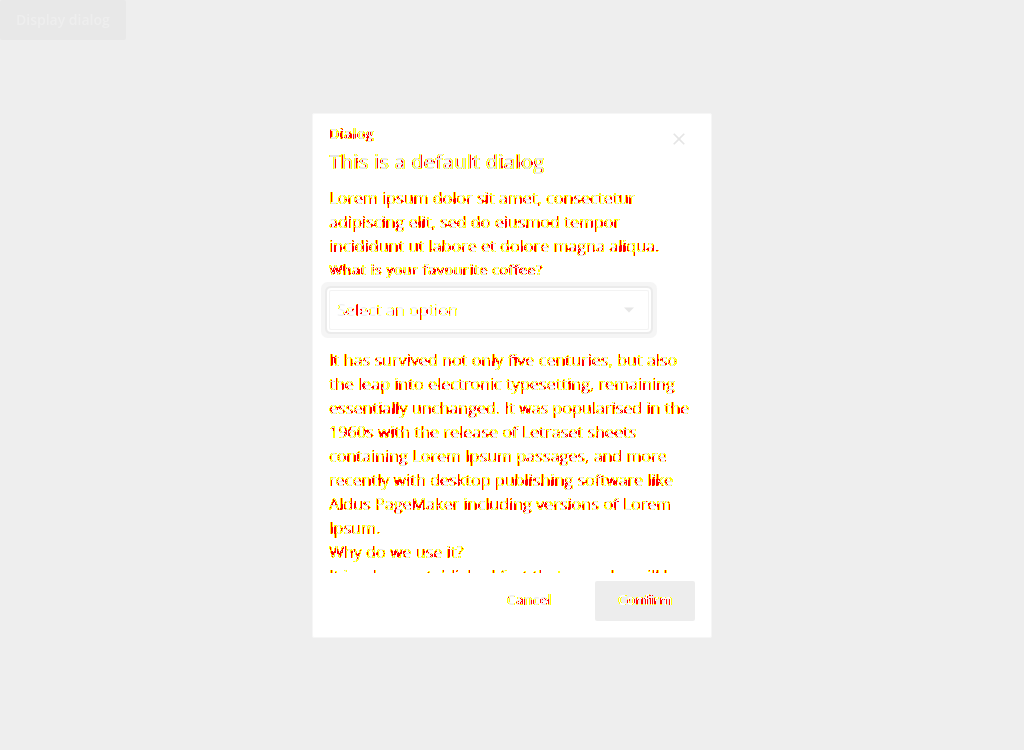 Display dialog
Dialog
This is a default dialog
Lorem ipsum dolor sit amet, consectetur
adipiscing elit, sed do eiusmod tempor
incididunt ut labore et dolore magna aliqua.
What is your favourite coffee?
Select an option
It has survived not only five centuries, but also
the leap into electronic typesetting, remaining
essentially unchanged. It was popularised in the
1960s with the release of Letraset sheets
containing Lorem Ipsum passages, and more
recently with desktop publishing software like
Aldus PageMaker including versions of Lorem
Ipsum.
Why do we use it?
Cancel
Confirm